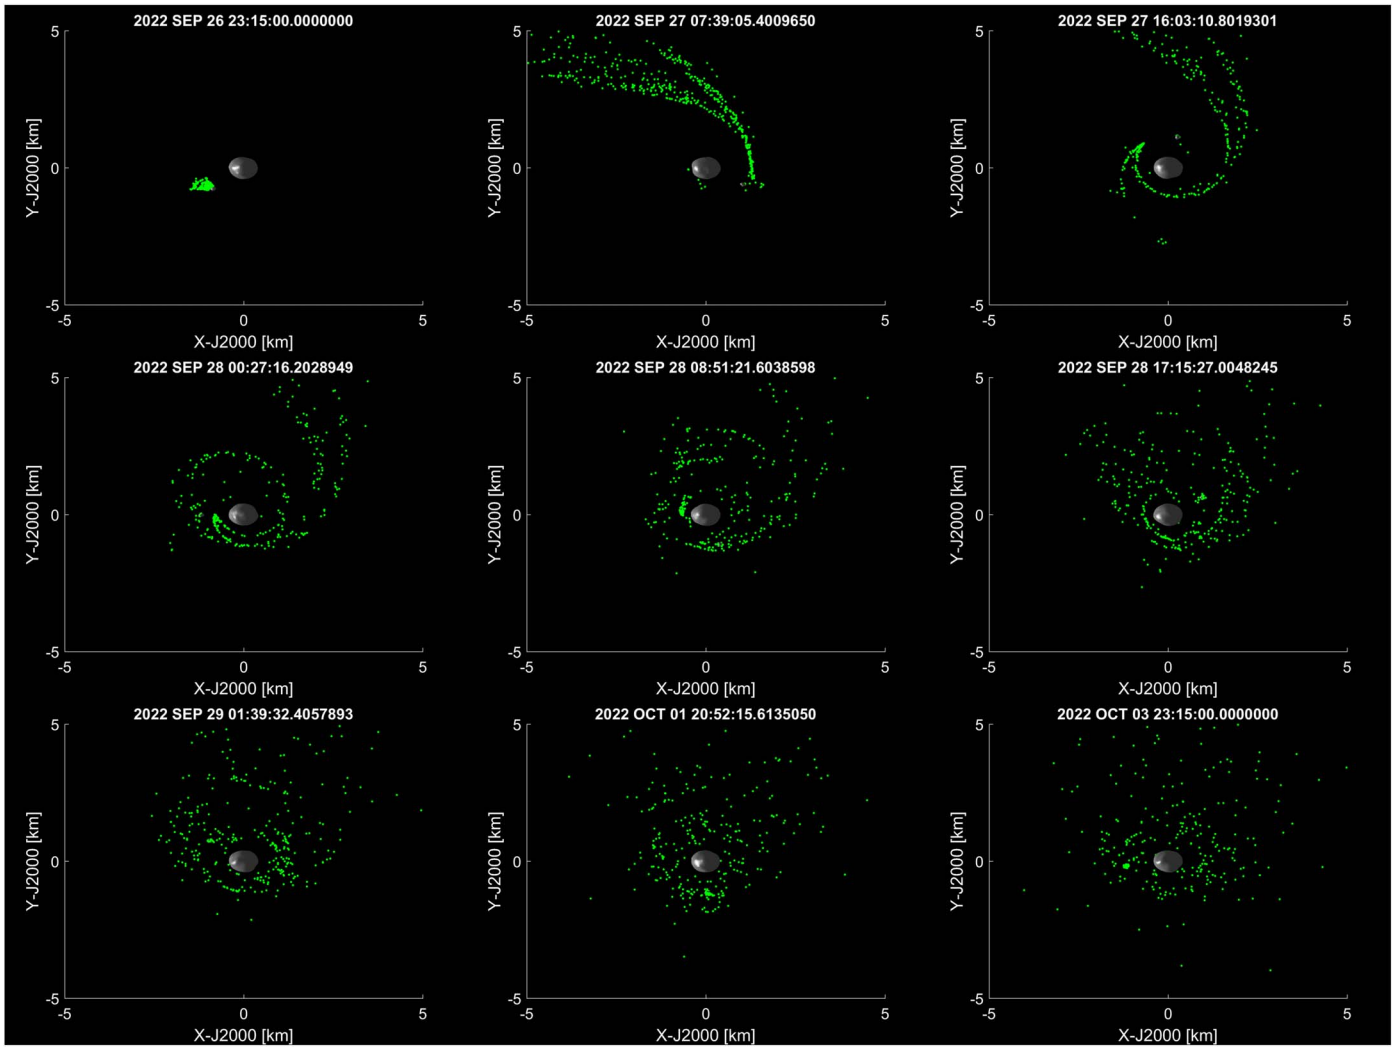 2022 SEP 26 23:15:00.0000000
2022 SEP 27 07:39:05.4009650
2022 SEP 27 16:03:10.8019301
5
5
5
Y-J2000 [km]
Y-J2000 [km]
Y-J2000 [km]
0
0
0
-5
-5
-5
-5 0 5
-5 0 5
-5 0 5
X-J2000 [km]
X-J2000 [km]
X-J2000 [km]
2022 SEP 28 00:27:16.2028949
2022 SEP 28 08:51:21.6038598
2022 SEP 28 17:15:27.0048245
5
5
5
Y-J2000 [km]
Y-J2000 [km]
Y-J2000 [km]
0
0
0
-5
-5
-5
-5 0 5
-5 0 5
-5 0 5
X-J2000 [km]
X-J2000 [km]
X-J2000 [km]
2022 SEP 29 01:39:32.4057893
2022 OCT 01 20:52:15.6135050
2022 OCT 03 23:15:00.0000000
5
5
5
Y-J2000 [km]
Y-J2000 [km]
Y-J2000 [km]
0
0
0
-5
-5
-5
-5 0 5
-5 0 5
-5 0 5
X-J2000 [km]
X-J2000 [km]
X-J2000 [km]